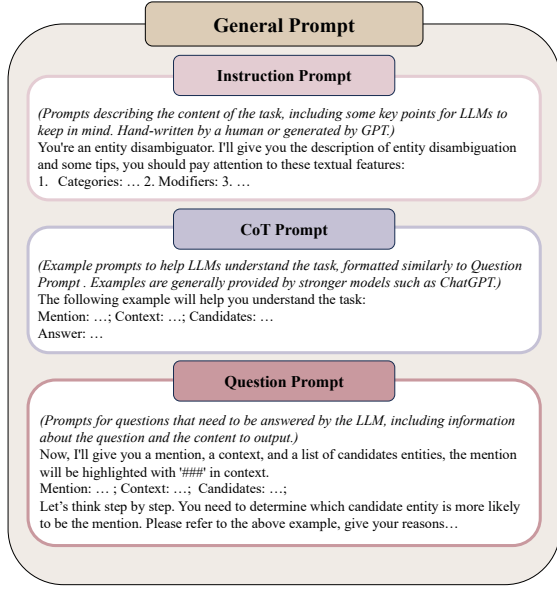 General Prompt
Instruction Prompt
(Prompts describing the content of the task, including some key points for LLMs to
keep in mind. Hand-written by a human or generated by GPT.)
You're an entity disambiguator. I'll give you the description of entity disambiguation
and some tips, you should pay attention to these textual features:
1. Categories: … 2. Modifiers: 3. …
CoT Prompt
(Example prompts to help LLMs understand the task, formatted similarly to Question
Prompt . Examples are generally provided by stronger models such as ChatGPT.)
The following example will help you understand the task:
Mention: …; Context: …; Candidates: …
Answer: …
Question Prompt
(Prompts for questions that need to be answered by the LLM, including information
about the question and the content to output.)
Now, I'll give you a mention, a context, and a list of candidates entities, the mention
will be highlighted with '###' in context.
Mention: … ; Context: …; Candidates: …;
Let’s think step by step. You need to determine which candidate entity is more likely
to be the mention. Please refer to the above example, give your reasons…